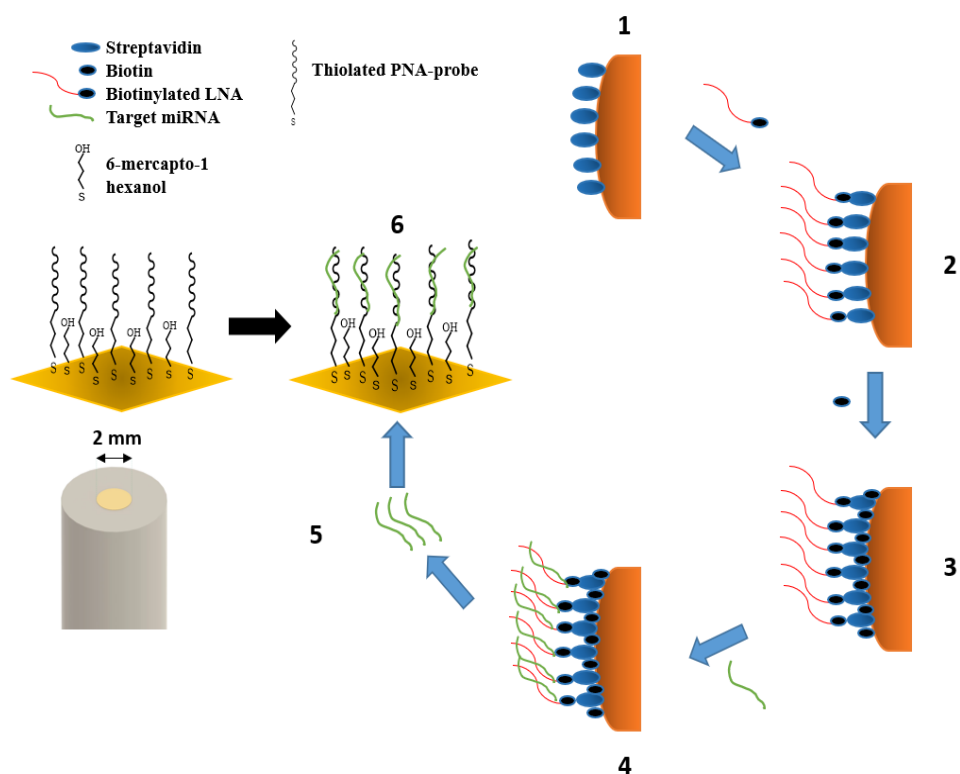 Streptavidin
Biotin
Biotinylated LNA
Target miRNA
OH
S
6-mercapto-1
hexanol
S
Thiolated PNA-probe
1
2
3
4
5
6
OH
OH
OH
S
S
S
S
S
S
S
S
OH
OH
OH
S
S
S
S
S
S
S
S
2 mm